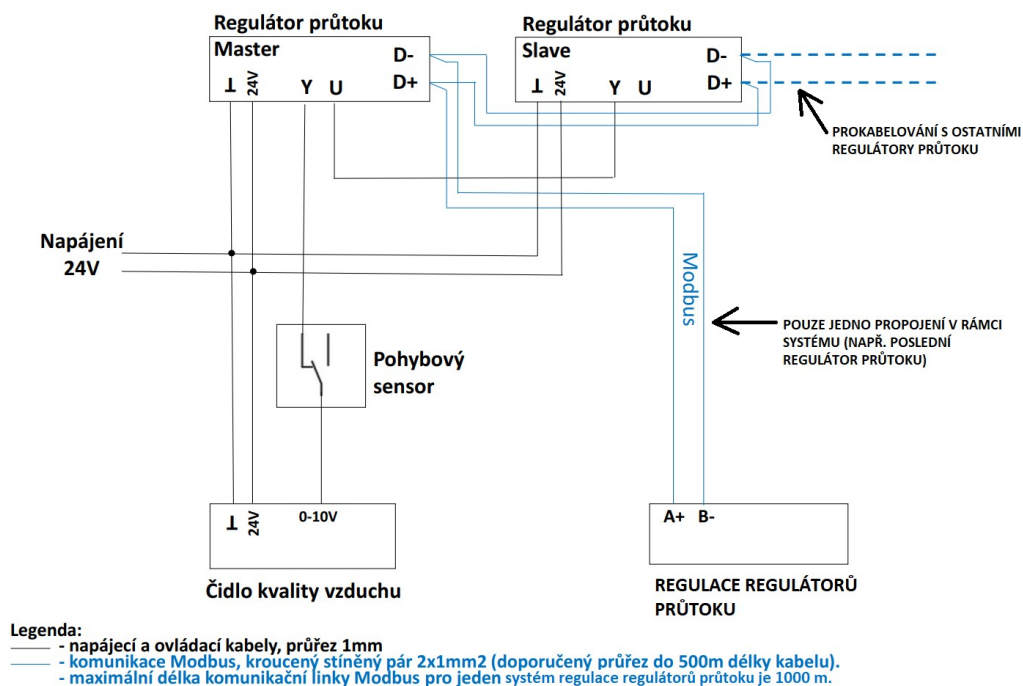 Regulátor průtoku
Master
⊥ 24V Y U
D-
D+
Regulátor průtoku
Slave
⊥ 24V Y U
D-
D+
PROKABELOVÁNÍ S OSTATNÍMI
REGULÁTORY PRŮTOKU
Napájení
24V
Modbus
POUZE JEDNO PROPOJENÍ V RÁMCI
SYSTÉMU (NAPŘ. POSLEDNÍ
REGULÁTOR PRŮTOKU)
Pohybový
sensor
⊥ 24V 0-10V
Čidlo kvality vzduchu
A+ B-
REGULACE REGULÁTORŮ
PRŮTOKU
Legenda:
- napájecí a ovládací kabely, průřez 1mm
- komunikace Modbus, kroucený stíněný pár 2x1mm2 (doporučený průřez do 500m délky kabelu).
- maximální délka komunikační linky Modbus pro jeden systém regulace regulátorů průtoku je 1000 m.